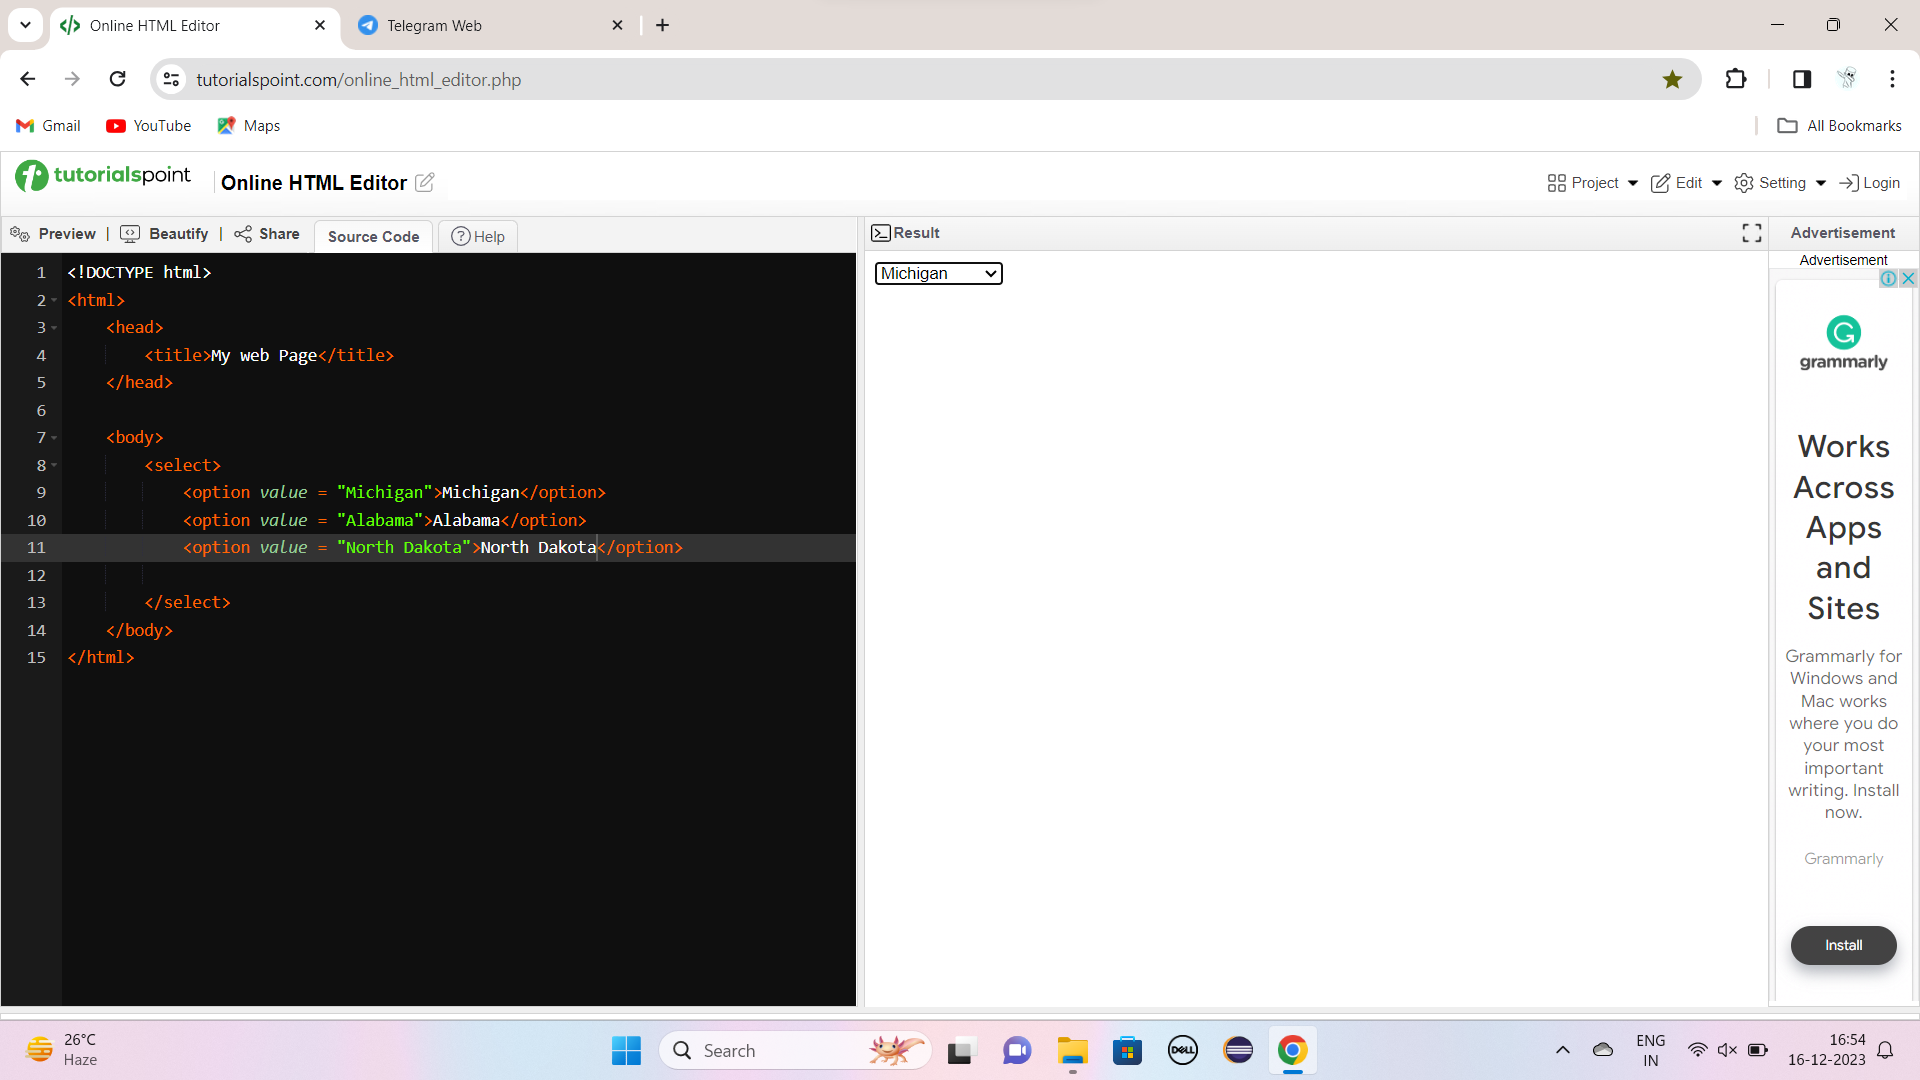 Online HTML Editor
Telegram Web
tutorialspoint.com/online_html_editor.php
Gmail
YouTube
Maps
All Bookmarks
tutorialspoint
Online HTML Editor
Project
Edit
Setting
Login
Preview
Beautify
Share
Source Code
Help
1 <!DOCTYPE html>
2 <html>
3 <head>
4 <title>My web Page</title>
5 </head>
6
7 <body>
8 <select>
9 <option value = "Michigan">Michigan</option>
10 <option value = "Alabama">Alabama</option>
11 <option value = "North Dakota">North Dakota</option>
12
13 </select>
14 </body>
15 </html>
Result
Michigan
Advertisement
Advertisement
grammarly
Works
Across
Apps
and
Sites
Grammarly for
Windows and
Mac works
where you do
your most
important
writing. Install
now.
Grammarly
Install
26°C
Haze
Search
DELL
ENG
IN
16:54
16-12-2023